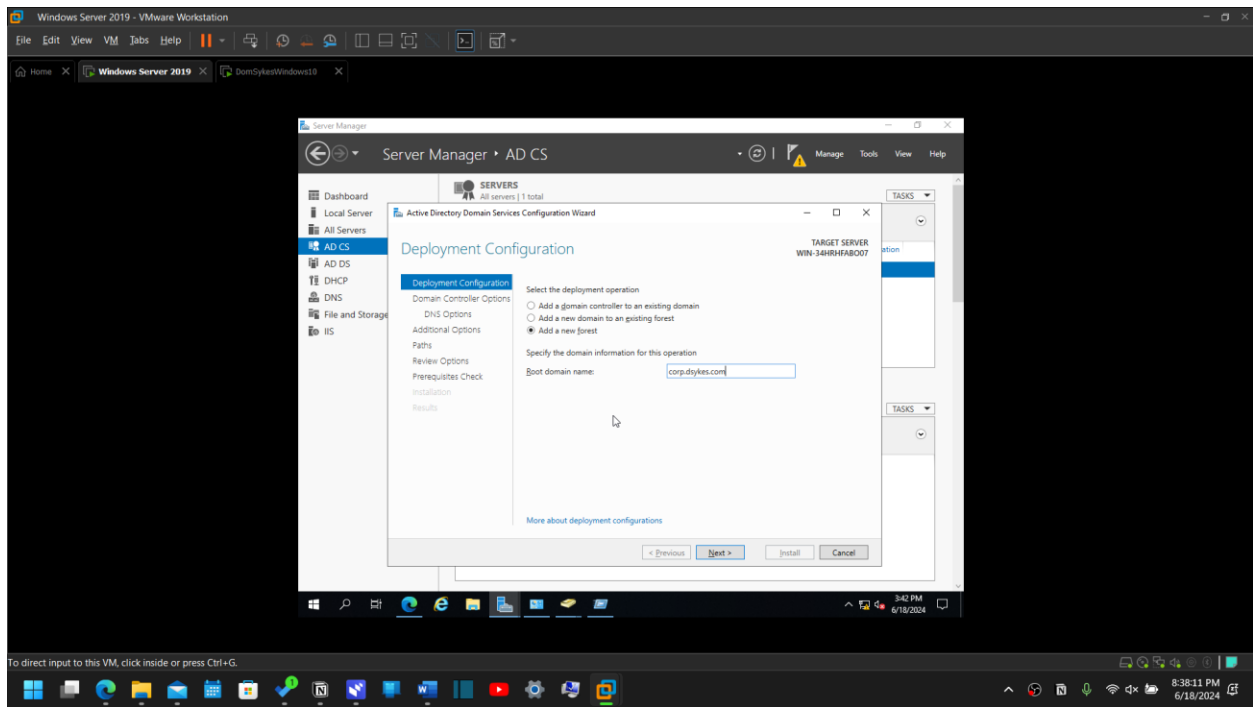 Windows Server 2019 - VMware Workstation
File Edit View VM Tabs Help
Home Windows Server 2019 DomSykesWindows10
Server Manager
Server Manager AD CS Manage Tools View Help
Dashboard
Local Server
All Servers
AD CS
AD DS
DHCP
DNS
File and Storage
IIS
SERVERS
All servers | 1 total
TASKS
Active Directory Domain Services Configuration Wizard
Deployment Configuration
TARGET SERVER
WIN-34HRHFABO07
ation
Deployment Configuration
Domain Controller Options
DNS Options
Additional Options
Paths
Review Options
Prerequisites Check
Installation
Results
Select the deployment operation
Add a domain controller to an existing domain
Add a new domain to an existing forest
Add a new forest
Specify the domain information for this operation
Root domain name: corp.dsykes.com
More about deployment configurations
< Previous Next > Install Cancel
TASKS
3:42 PM
6/18/2024
To direct input to this VM, click inside or press Ctrl+G.
1
8:38:11 PM
6/18/2024